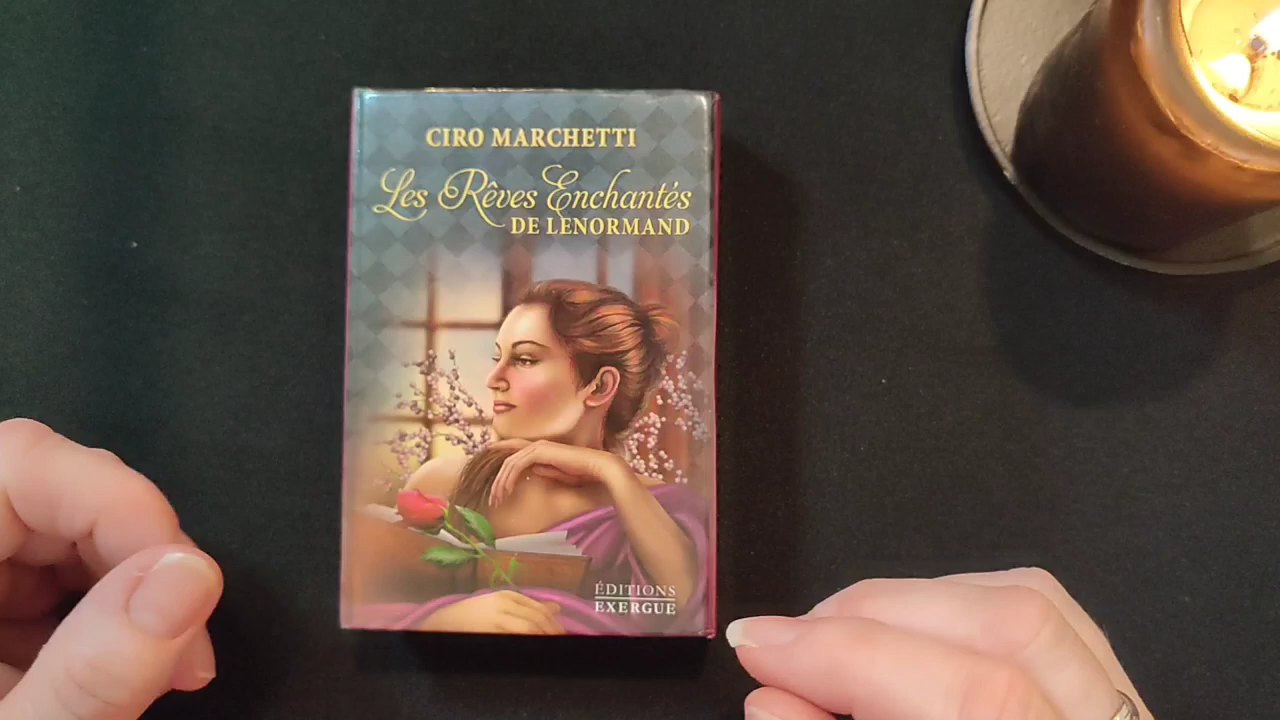 CIRO MARCHETTI
Les Rêves Enchantés
DE LENORMAND
ÉDITIONS
EXERGUE